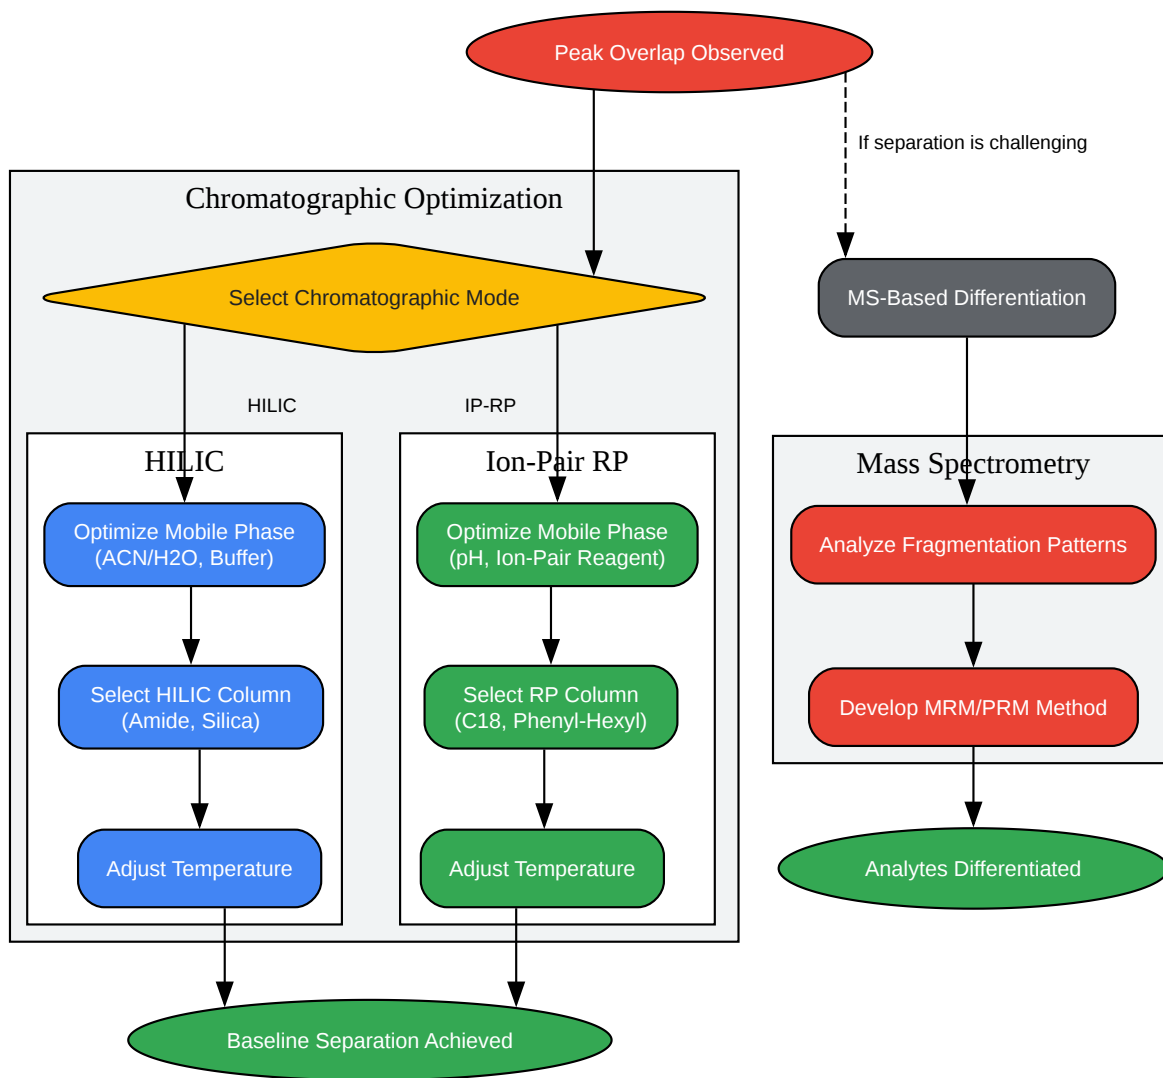 Peak Overlap Observed
If separation is challenging
Chromatographic Optimization
Select Chromatographic Mode
MS-Based Differentiation
HILIC
IP-RP
HILIC
Optimize Mobile Phase
(ACN/H2O, Buffer)
Select HILIC Column
(Amide, Silica)
Adjust Temperature
Ion-Pair RP
Optimize Mobile Phase
(pH, Ion-Pair Reagent)
Select RP Column
(C18, Phenyl-Hexyl)
Adjust Temperature
Mass Spectrometry
Analyze Fragmentation Patterns
Develop MRM/PRM Method
Analytes Differentiated
Baseline Separation Achieved